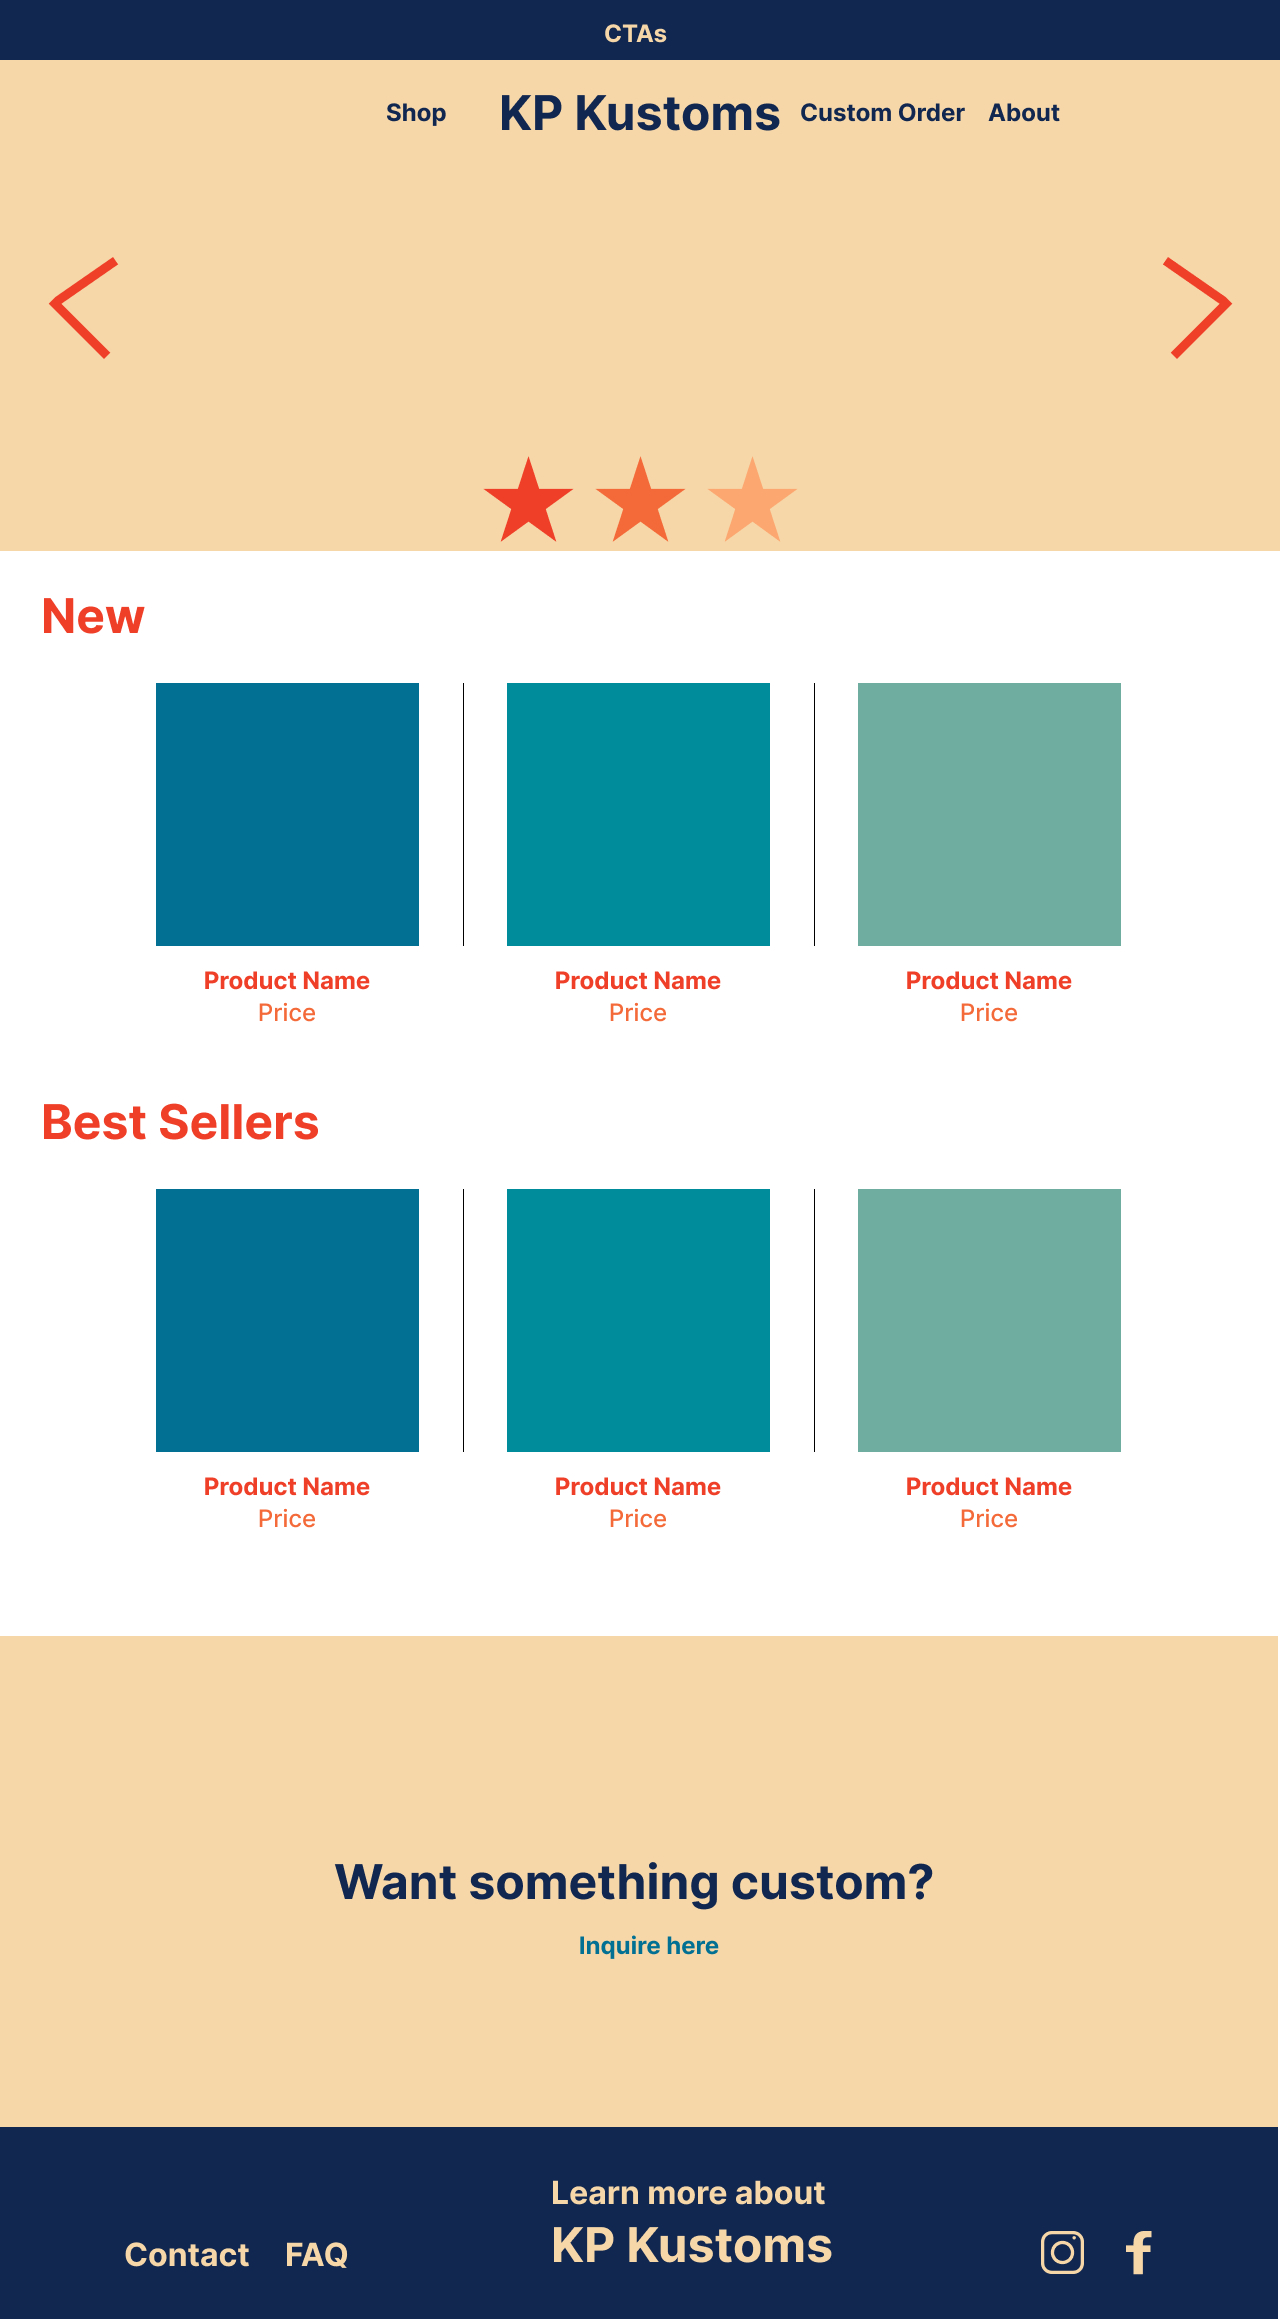 CTAs
Shop KP Kustoms Custom Order About
New
Product Name Product Name Product Name
Price Price Price
Best Sellers
Product Name Product Name Product Name
Price Price Price
Want something custom?
Inquire here
Learn more about
KP Kustoms
Contact FAQ